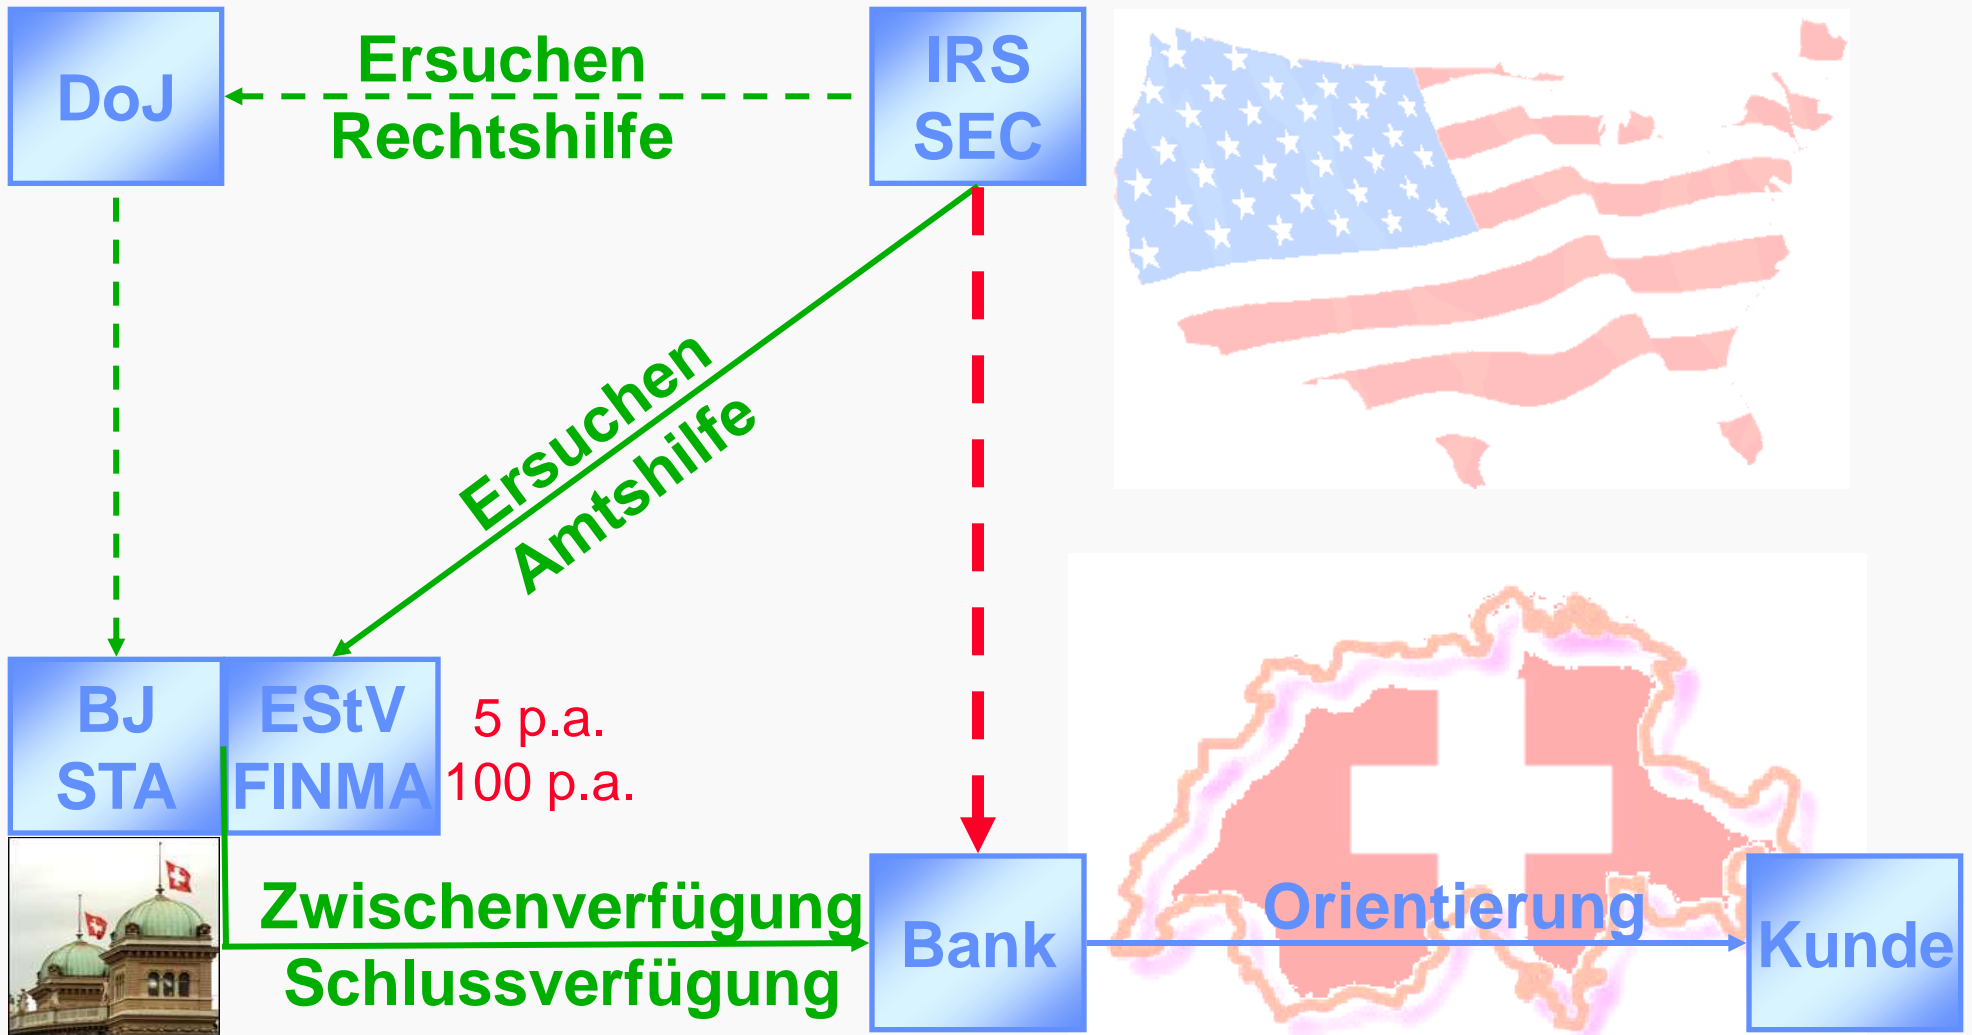 DoJ
Ersuchen
Rechtshilfe
IRS
SEC
Ersuchen
Amtshilfe
BJ
STA
EStV
FINMA
5 p.a.
100 p.a.
Zwischenverfügung
Schlussverfügung
Bank
Orientierung
Kunde